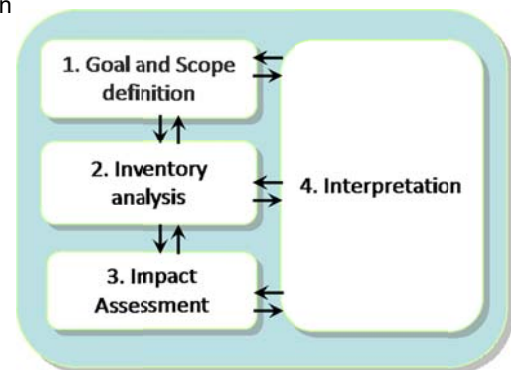 n
1. Goal and Scope
definition
2. Inventory
analysis
4. Interpretation
3. Impact
Assessment